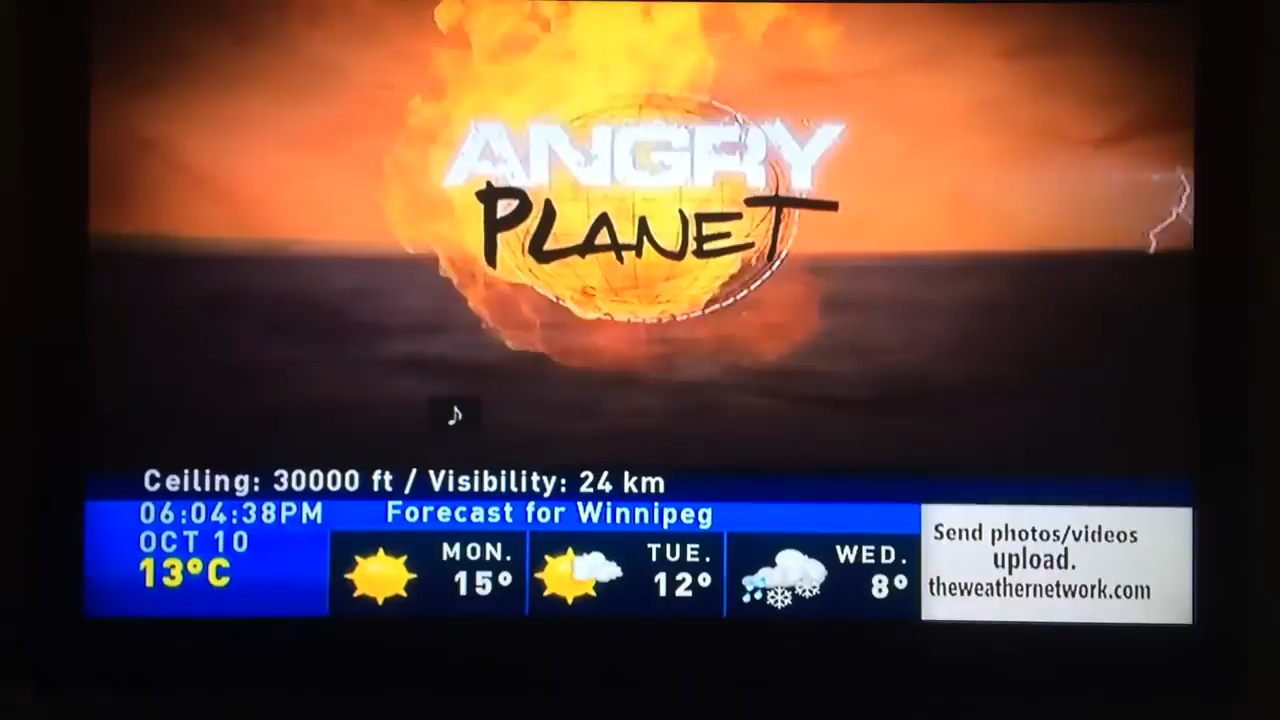 ANGRY
PLANET
♪
Ceiling: 30000 ft / Visibility: 24 km
06:04:38PM
OCT 10
13°C
Forecast for Winnipeg
MON.
15°
TUE.
12°
WED.
8°
Send photos/videos
upload.
theweathernetwork.com